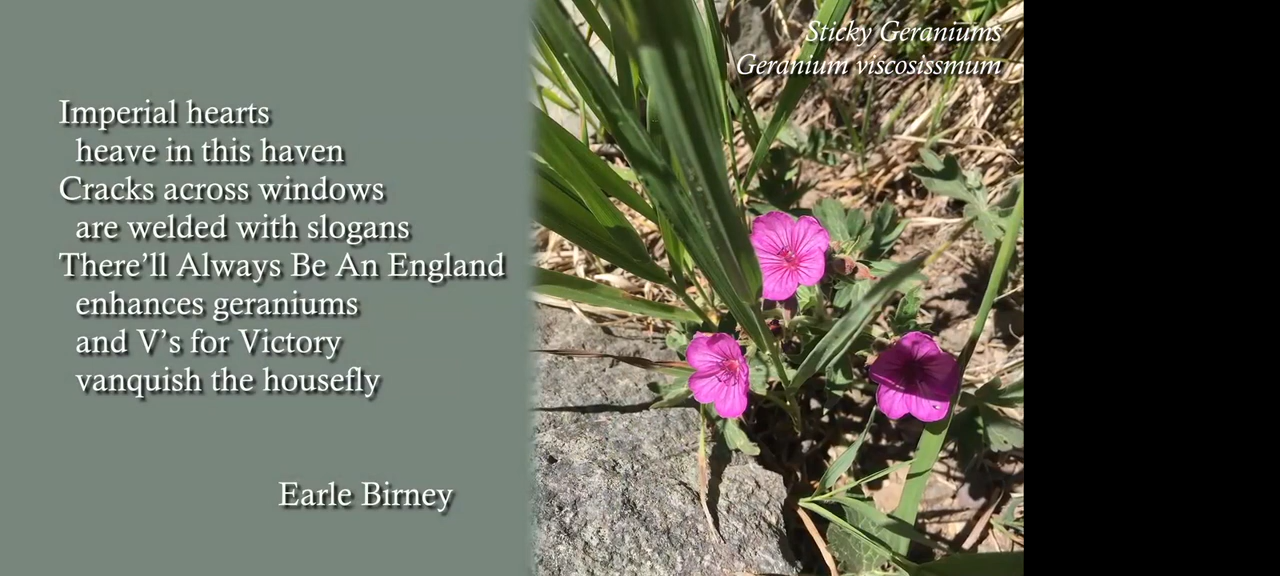 Imperial hearts
heave in this haven
Cracks across windows
are welded with slogans
There’ll Always Be An England
enhances geraniums
and V’s for Victory
vanquish the housefly
Earle Birney
Sticky Geraniums
Geranium viscosissmum